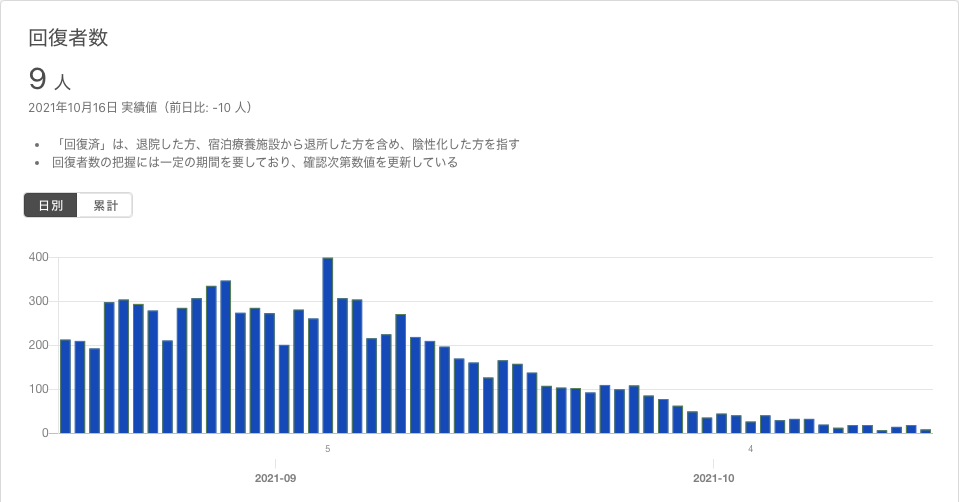 回復者数
9 人
2021年10月16日 実績値（前日比: -10 人）
「回復済」は、退院した方、宿泊療養施設から退所した方を含め、陰性化した方を指す
回復者数の把握には一定の期間を要しており、確認次第数値を更新している
日別 累計
400
300
200
100
0
5 4
2021-09 2021-10